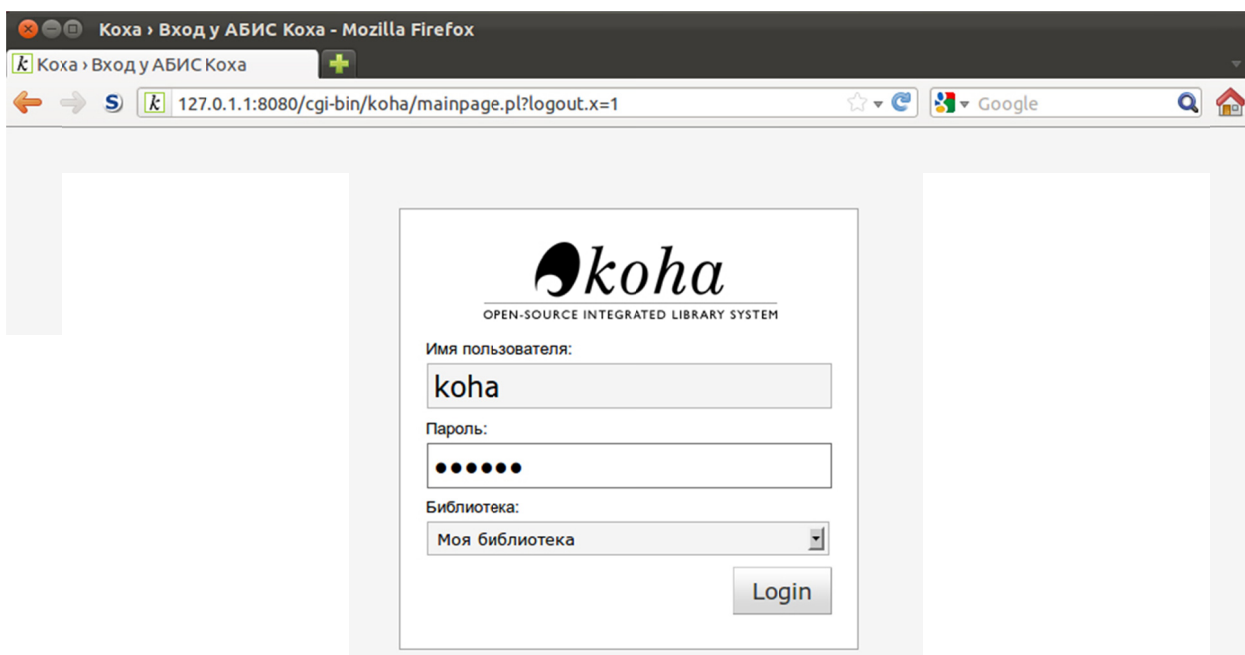 Коха › Вход у АБИС Коха - Mozilla Firefox
k Коха › Вход у АБИС Коха
S k 127.0.1.1:8080/cgi-bin/koha/mainpage.pl?logout.x=1 Google
koha
OPEN-SOURCE INTEGRATED LIBRARY SYSTEM
Имя пользователя:
koha
Пароль:
••••••
Библиотека:
Моя библиотека
Login